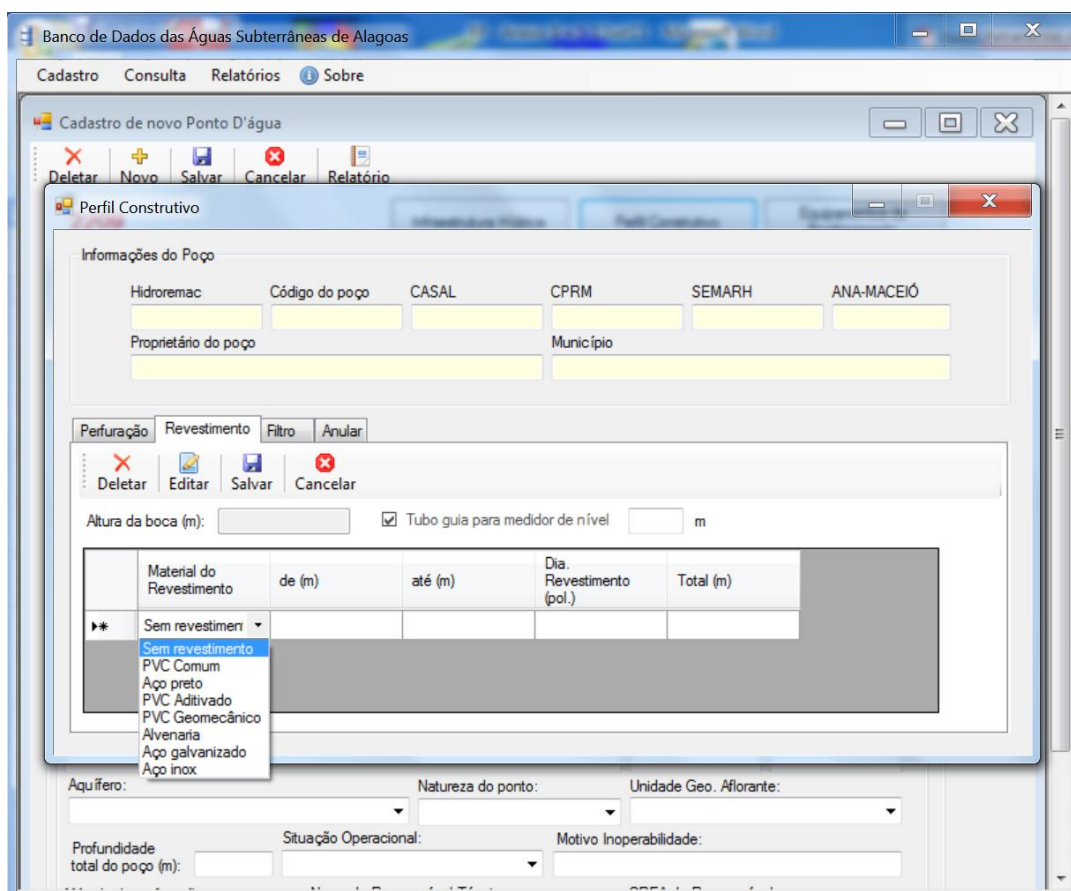 Banco de Dados das Águas Subterrâneas de Alagoas
Cadastro Consulta Relatórios Sobre
Cadastro de novo Ponto D'água
Deletar Novo Salvar Cancelar Relatório
Perfil Construtivo
Informações do Poço
Hidroremac Código do poço CASAL CPRM SEMARH ANA-MACEIÓ
Proprietário do poço Município
Perfuração Revestimento Filtro Anular
Deletar Editar Salvar Cancelar
Altura da boca (m): Tubo guia para medidor de nível m
Material do Revestimento de (m) até (m) Dia. Revestimento (pol.) Total (m)
Sem revestimen
Sem revestimento
PVC Comum
Aço preto
PVC Aditivado
PVC Geomecânico
Alvenaria
Aço galvanizado
Aço inox
Aquífero: Natureza do ponto: Unidade Geo. Aflorante:
Situação Operacional: Motivo Inoperabilidade:
Profundidade
total do poço (m):